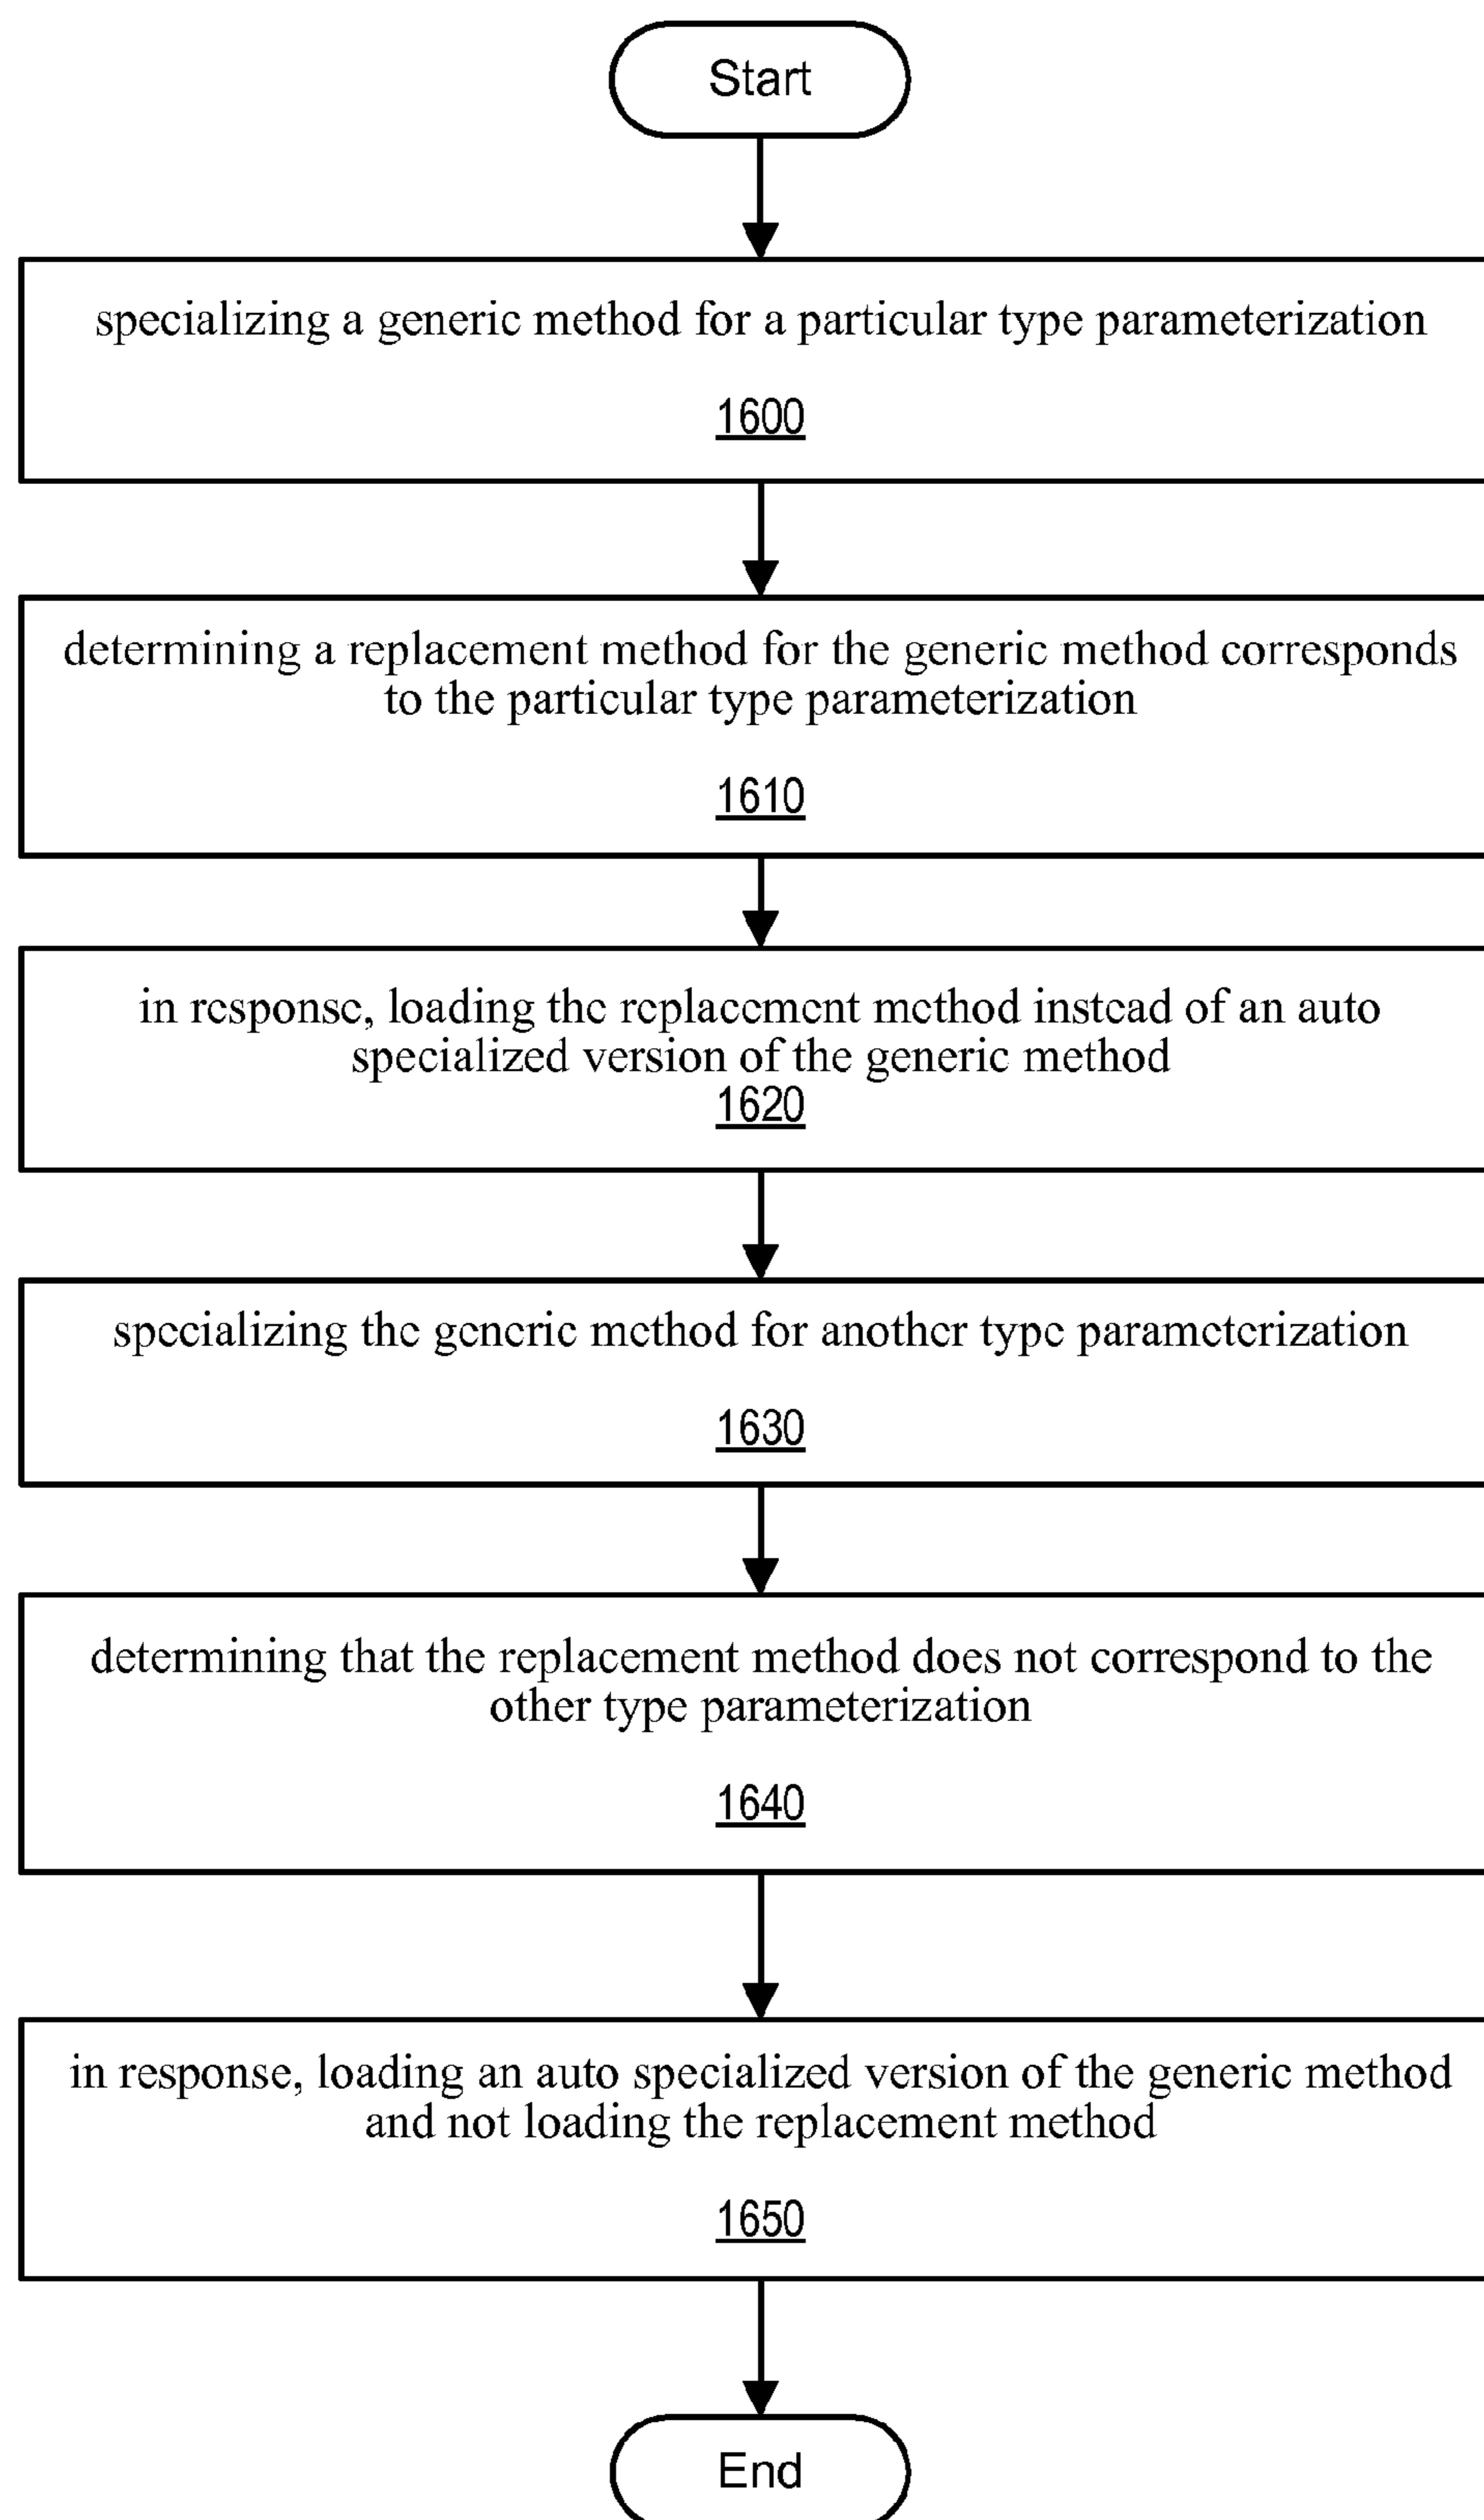 Start
specializing a generic method for a particular type parameterization
1600
determining a replacement method for the generic method corresponds
to the particular type parameterization
1610
in response, loading the replacement method instead of an auto
specialized version of the generic method
1620
specializing the generic method for another type parameterization
1630
determining that the replacement method does not correspond to the
other type parameterization
1640
in response, loading an auto specialized version of the generic method
and not loading the replacement method
1650
End